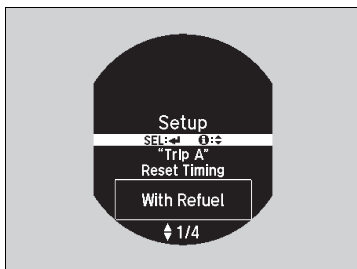 Setup
SEL:↵ ⓘ:⬍
“Trip A”
Reset Timing
With Refuel
⬍ 1/4